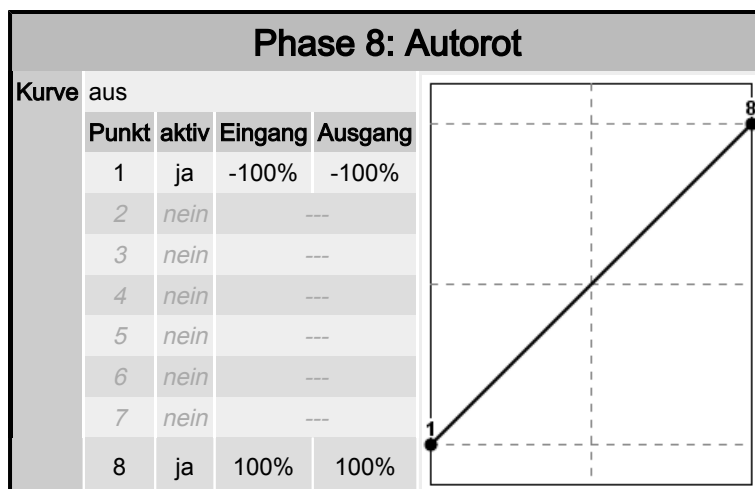 Phase 8: Autorot
Kurve aus
Punkt aktiv Eingang Ausgang
1 ja -100% -100%
2 nein ---
3 nein ---
4 nein ---
5 nein ---
6 nein ---
7 nein ---
8 ja 100% 100%
8
1